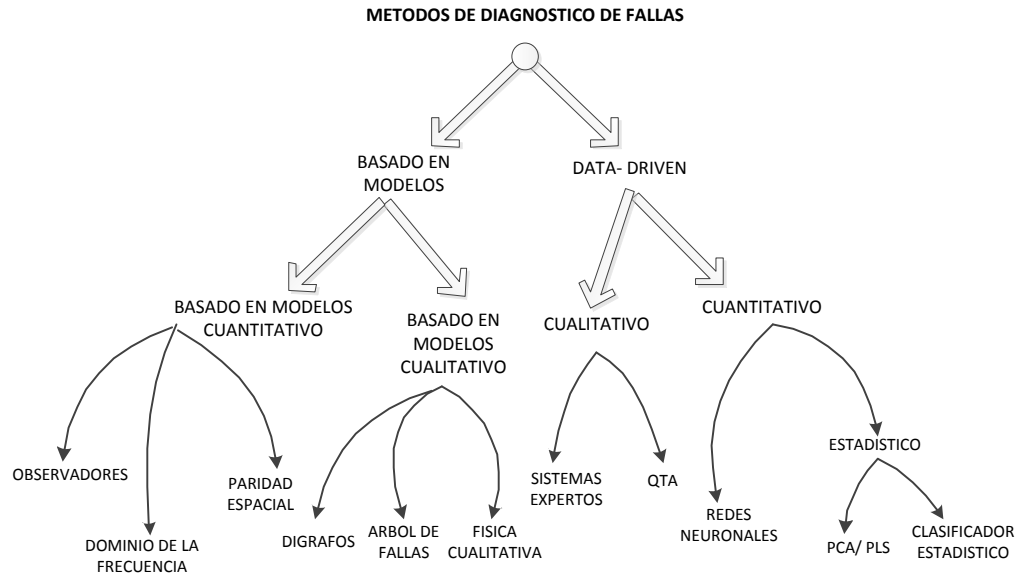 METODOS DE DIAGNOSTICO DE FALLAS
BASADO EN
MODELOS
DATA- DRIVEN
BASADO EN MODELOS
CUANTITATIVO
BASADO EN
MODELOS
CUALITATIVO
CUALITATIVO
CUANTITATIVO
OBSERVADORES
DOMINIO DE LA
FRECUENCIA
PARIDAD
ESPACIAL
DIGRAFOS
ARBOL DE
FALLAS
FISICA
CUALITATIVA
SISTEMAS
EXPERTOS
QTA
REDES
NEURONALES
ESTADISTICO
PCA/ PLS
CLASIFICADOR
ESTADISTICO